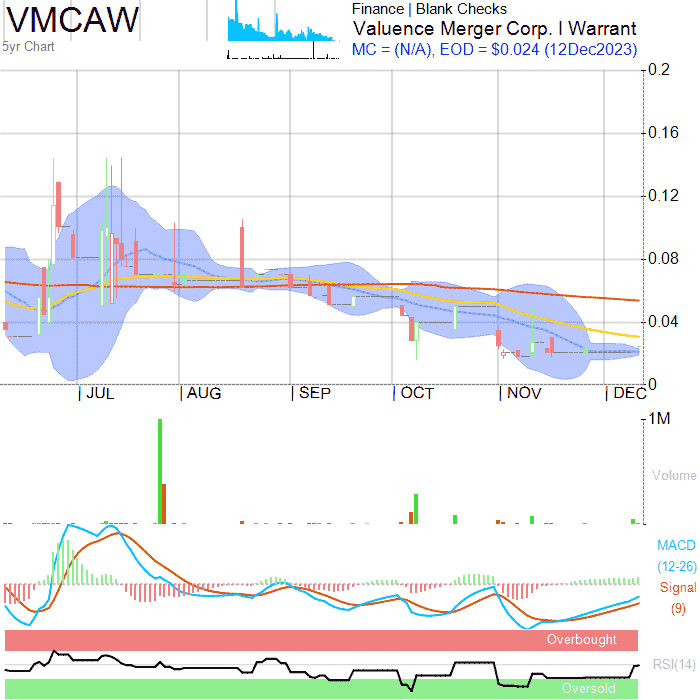 VMCAW
5yr Chart
Finance | Blank Checks
Valuence Merger Corp. I Warrant
MC = (N/A), EOD = $0.024 (12Dec2023)
0.2
0.16
0.12
0.08
0.04
0
JUL AUG SEP OCT NOV DEC
1M
Volume
MACD
(12-26)
Signal
(9)
Overbought
RSI(14)
Oversold